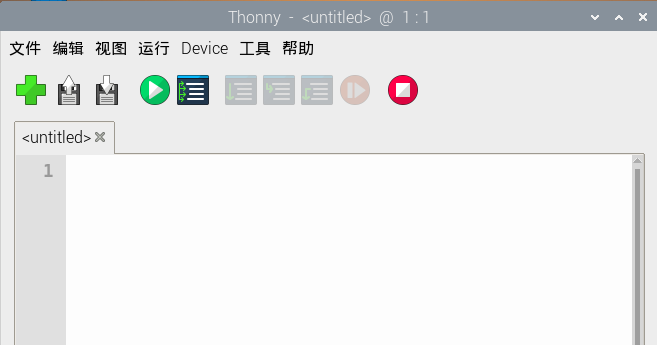 Thonny - <untitled> @ 1 : 1
文件 编辑 视图 运行 Device 工具 帮助
<untitled>
1